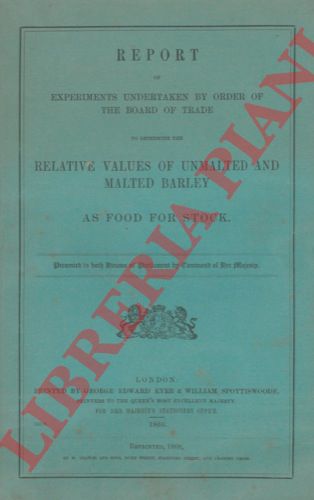 REPORT
OF
EXPERIMENTS UNDERTAKEN BY ORDER OF
THE BOARD OF TRADE
TO DETERMINE THE
RELATIVE VALUES OF UNMALTED AND
MALTED BARLEY
AS FOOD FOR STOCK.
Presented to both Houses of Parliament by Command of Her Majesty.
LONDON:
PRINTED BY GEORGE EDWARD EYRE & WILLIAM SPOTTISWOODE,
PRINTERS TO THE QUEEN'S MOST EXCELLENT MAJESTY.
FOR HER MAJESTY'S STATIONERY OFFICE.
1866.
REPRINTED,
LIBRERIA PIANI